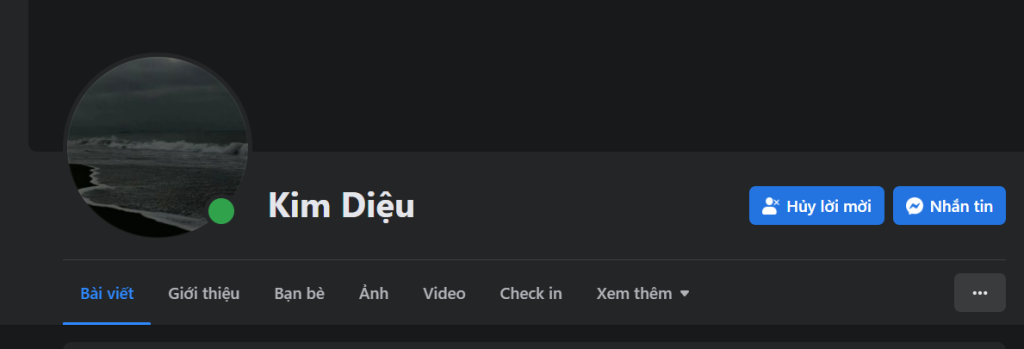 Kim Diệu
Hủy lời mời
Nhắn tin
Bài viết
Giới thiệu
Bạn bè
Ảnh
Video
Check in
Xem thêm